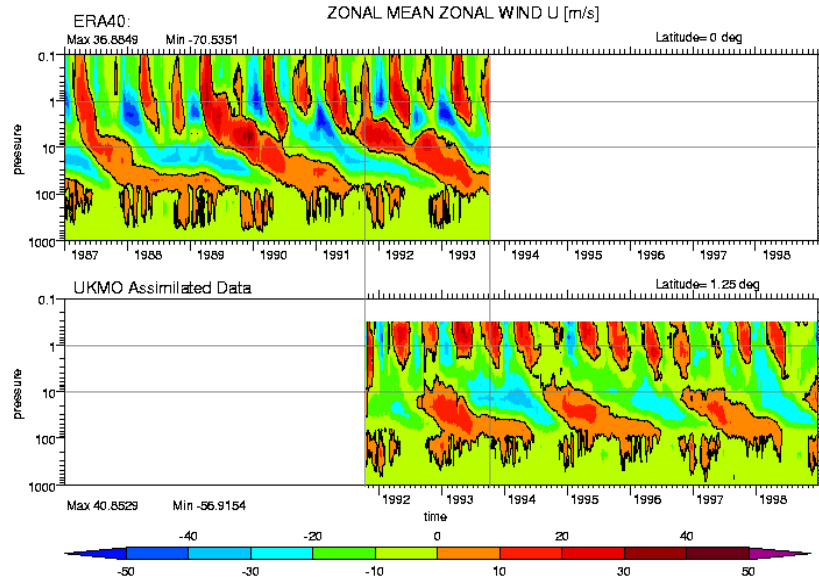 ZONAL MEAN ZONAL WIND U [m/s]
ERA40:
Max 36.8849 Min -70.5351 Latitude= 0 deg
0.1
1
10
100
1000
pressure
1987 1988 1989 1990 1991 1992 1993 1994 1995 1996 1997 1998
UKMO Assimilated Data Latitude= 1.25 deg
0.1
1
10
100
1000
pressure
1992 1993 1994 1995 1996 1997 1998
Max 40.8529 Min -56.9154 time
-40 -20 0 20 40
-50 -30 -10 10 30 50